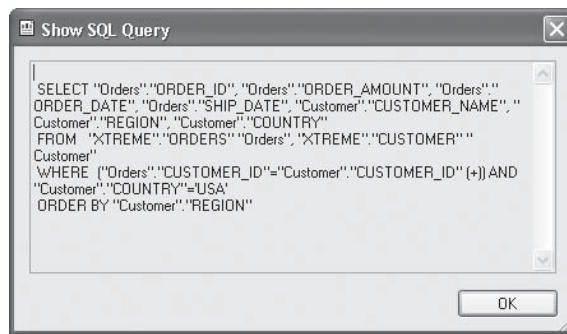 Show SQL Query
SELECT "Orders"."ORDER_ID", "Orders"."ORDER_AMOUNT", "Orders"."
ORDER_DATE", "Orders"."SHIP_DATE", "Customer"."CUSTOMER_NAME", "
Customer"."REGION", "Customer"."COUNTRY"
FROM "XTREME"."ORDERS" "Orders", "XTREME"."CUSTOMER" "
Customer"
WHERE ("Orders"."CUSTOMER_ID"="Customer"."CUSTOMER_ID" (+)) AND
"Customer"."COUNTRY"='USA'
ORDER BY "Customer"."REGION"
OK